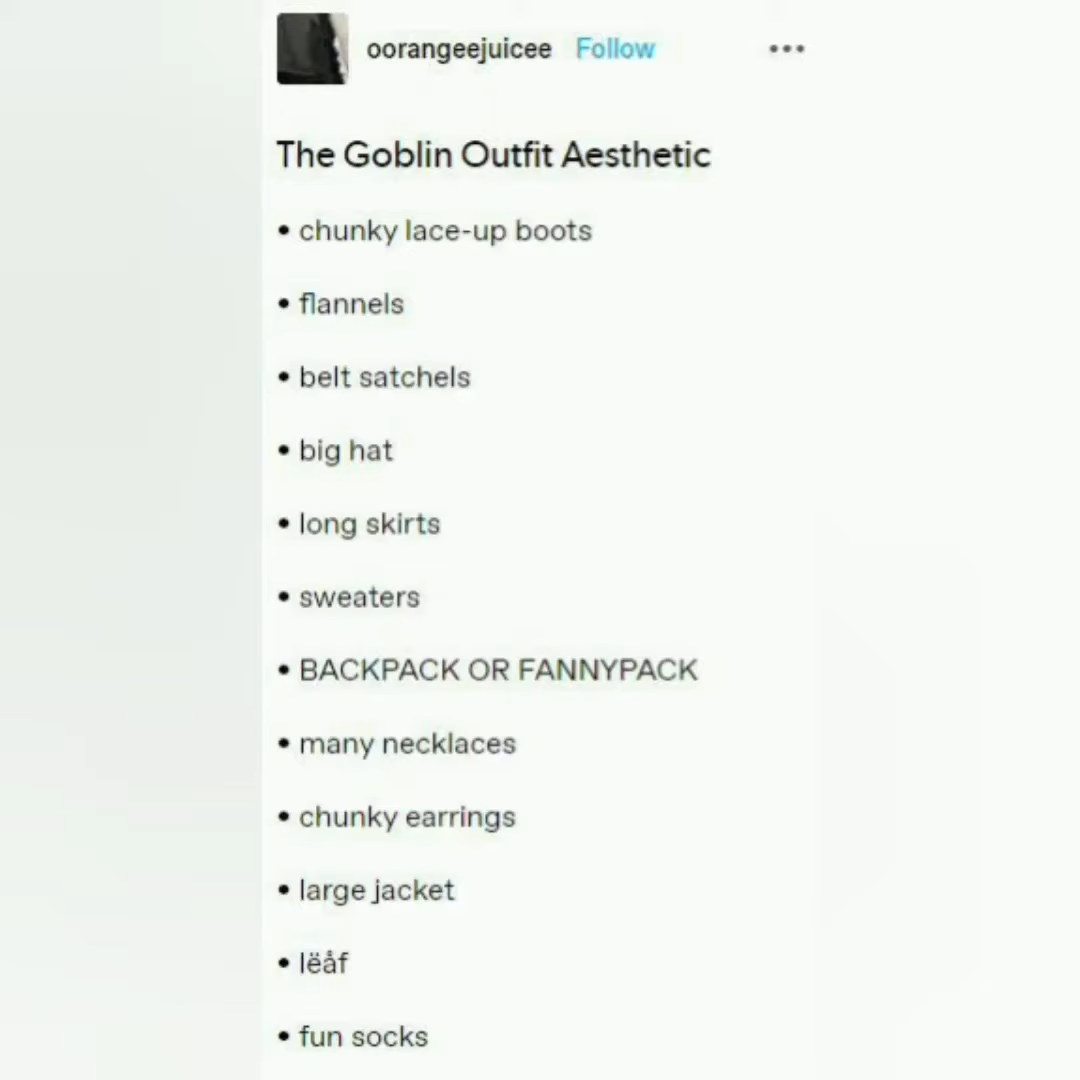 oorangeejuicee Follow
The Goblin Outfit Aesthetic
• chunky lace-up boots
• flannels
• belt satchels
• big hat
• long skirts
• sweaters
• BACKPACK OR FANNYPACK
• many necklaces
• chunky earrings
• large jacket
• lëåf
• fun socks